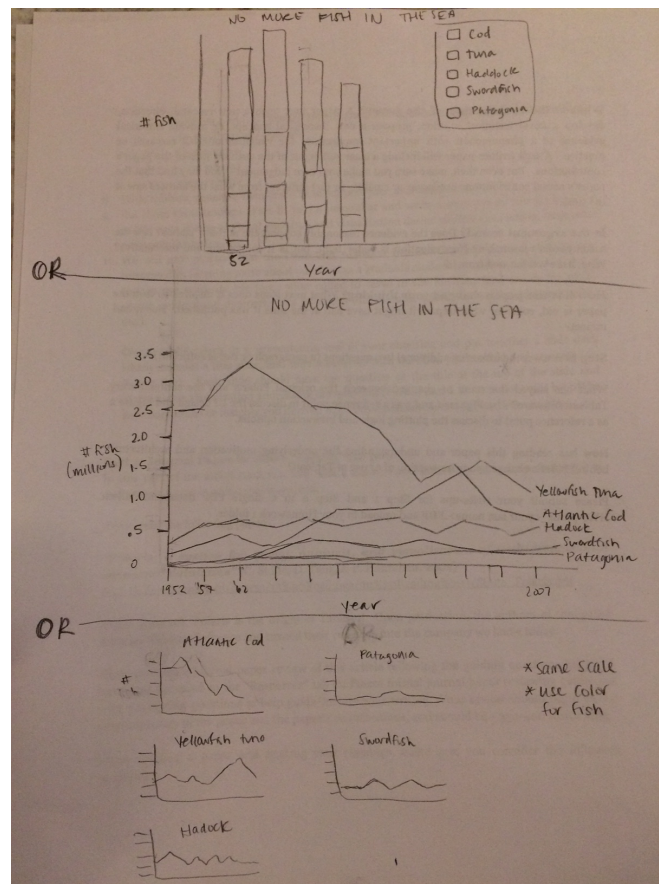 NO MORE FISH IN THE SEA
Cod
tuna
Haddock
Swordfish
Patagonia
# fish
52
Year
OR
NO MORE FISH IN THE SEA
3.5
3.0
2.5
2.0
1.5
1.0
.5
0
# fish
(millions)
Yellowfish Tuna
Atlantic Cod
Hadock
Swordfish
Patagonia
1952 '57 '62 2007
year
OR
OR
Atlantic Cod
#
Patagonia
* same scale
* use color
for fish
Yellowfish tuna
Swordfish
Hadock